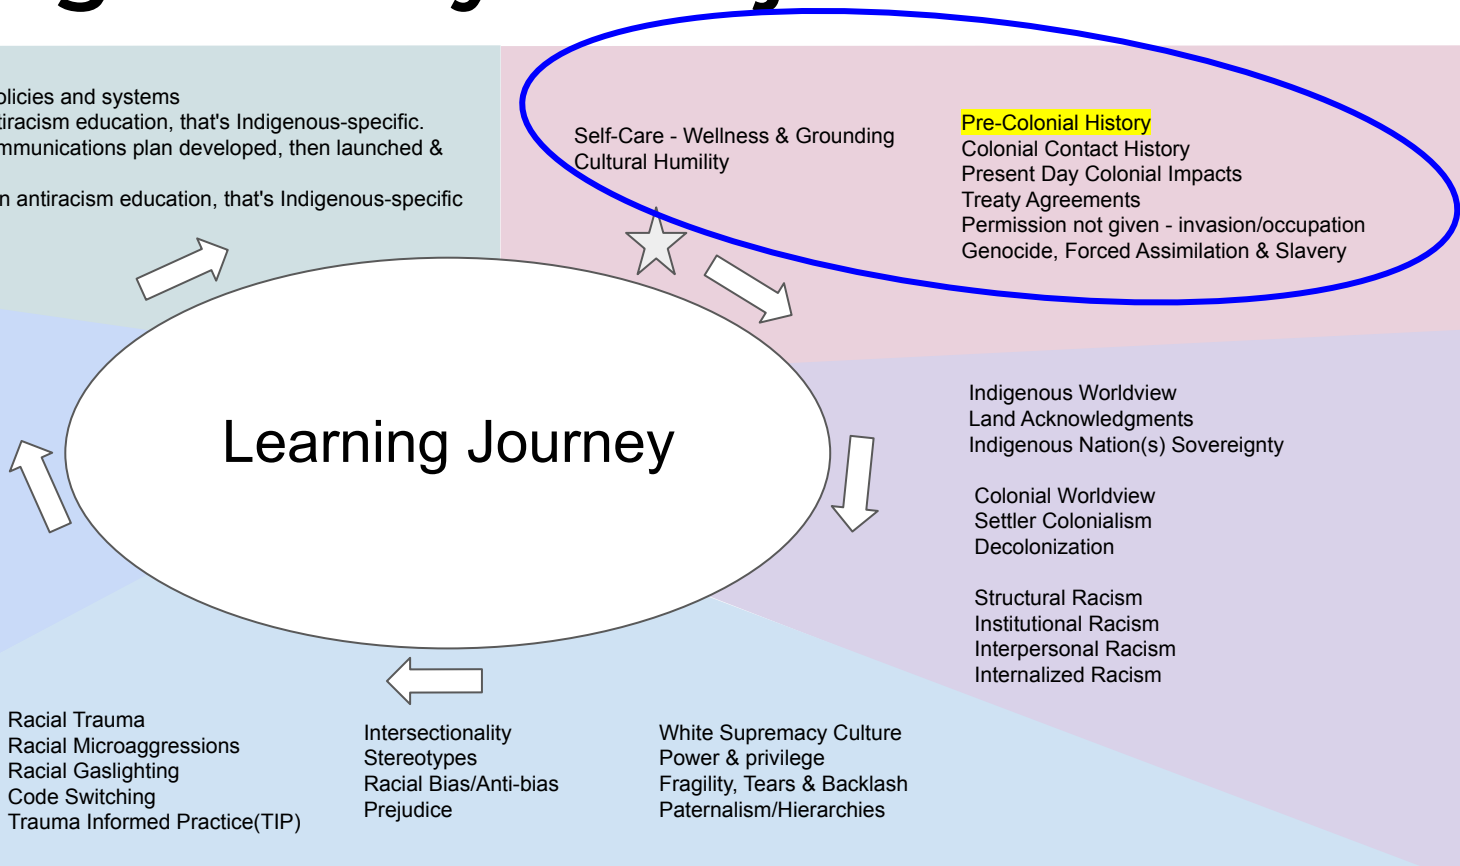 policies and systems
antiracism education, that's Indigenous-specific.
communications plan developed, then launched &
in antiracism education, that's Indigenous-specific
Self-Care - Wellness & Grounding
Cultural Humility
Pre-Colonial History
Colonial Contact History
Present Day Colonial Impacts
Treaty Agreements
Permission not given - invasion/occupation
Genocide, Forced Assimilation & Slavery
Learning Journey
Indigenous Worldview
Land Acknowledgments
Indigenous Nation(s) Sovereignty
Colonial Worldview
Settler Colonialism
Decolonization
Structural Racism
Institutional Racism
Interpersonal Racism
Internalized Racism
Racial Trauma
Racial Microaggressions
Racial Gaslighting
Code Switching
Trauma Informed Practice(TIP)
Intersectionality
Stereotypes
Racial Bias/Anti-bias
Prejudice
White Supremacy Culture
Power & privilege
Fragility, Tears & Backlash
Paternalism/Hierarchies